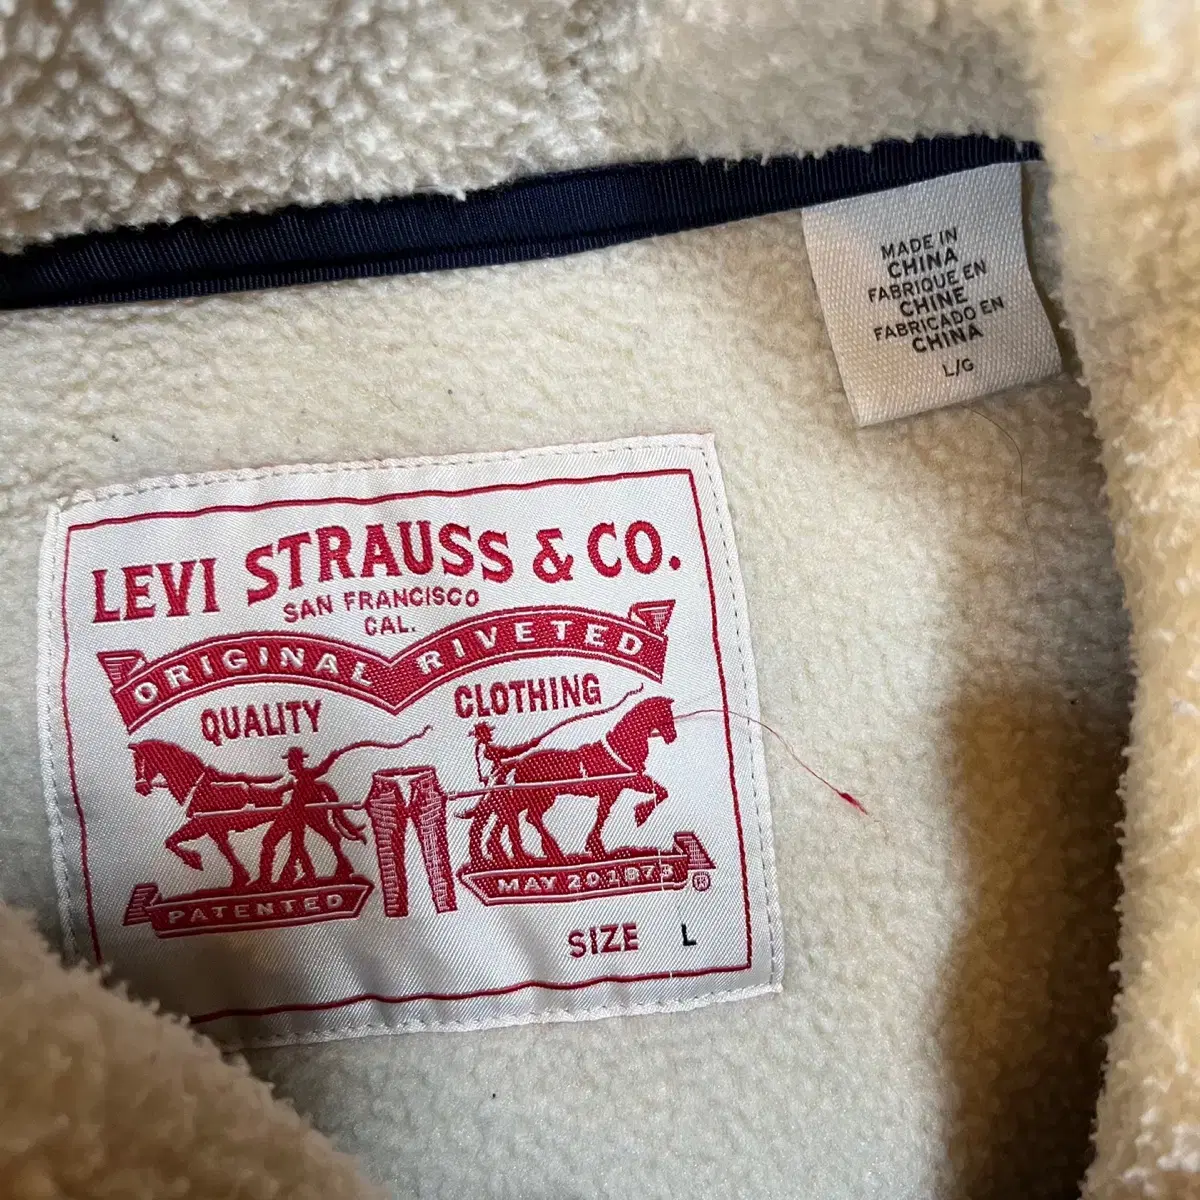 MADE IN
CHINA
FABRIQUE EN
CHINE
FABRICADO EN
CHINA
L/G
LEVI STRAUSS & CO.
SAN FRANCISCO
CAL.
ORIGINAL RIVETED
QUALITY CLOTHING
PATENTED MAY 20 1873 ®
SIZE L